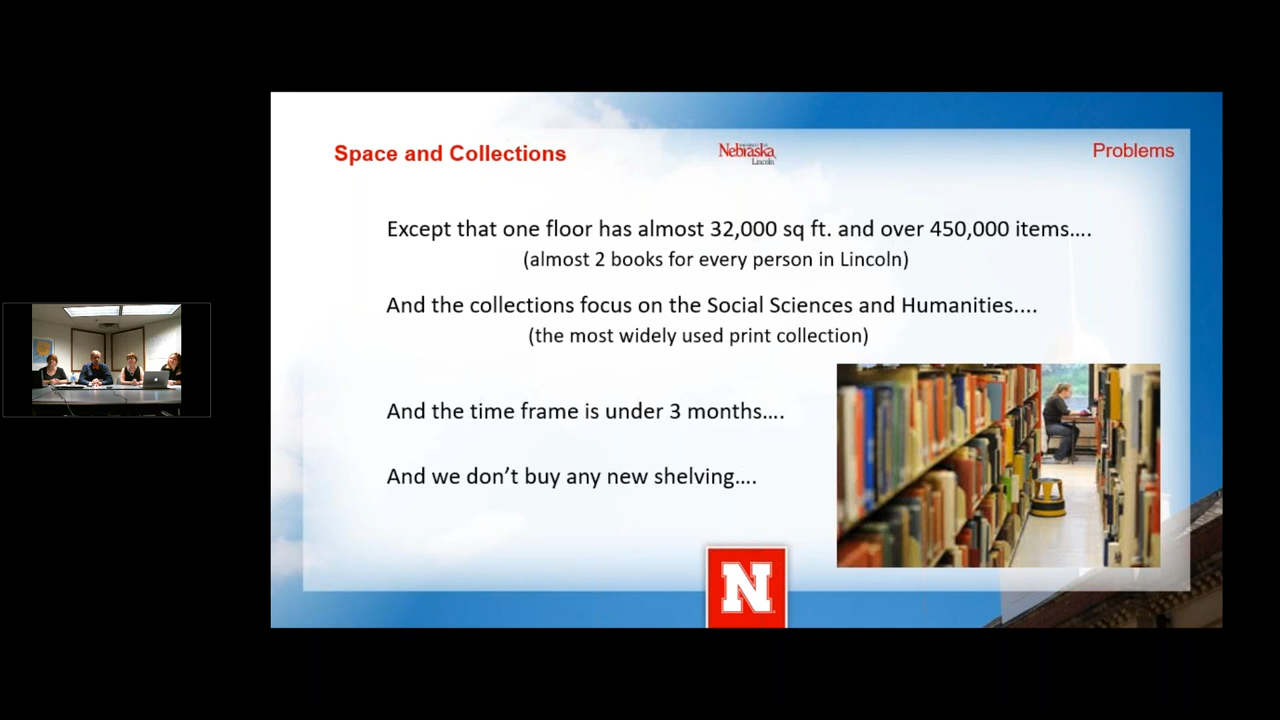 Space and Collections
Nebraska
Lincoln
Problems
Except that one floor has almost 32,000 sq ft. and over 450,000 items....
(almost 2 books for every person in Lincoln)
And the collections focus on the Social Sciences and Humanities....
(the most widely used print collection)
And the time frame is under 3 months....
And we don’t buy any new shelving....
N